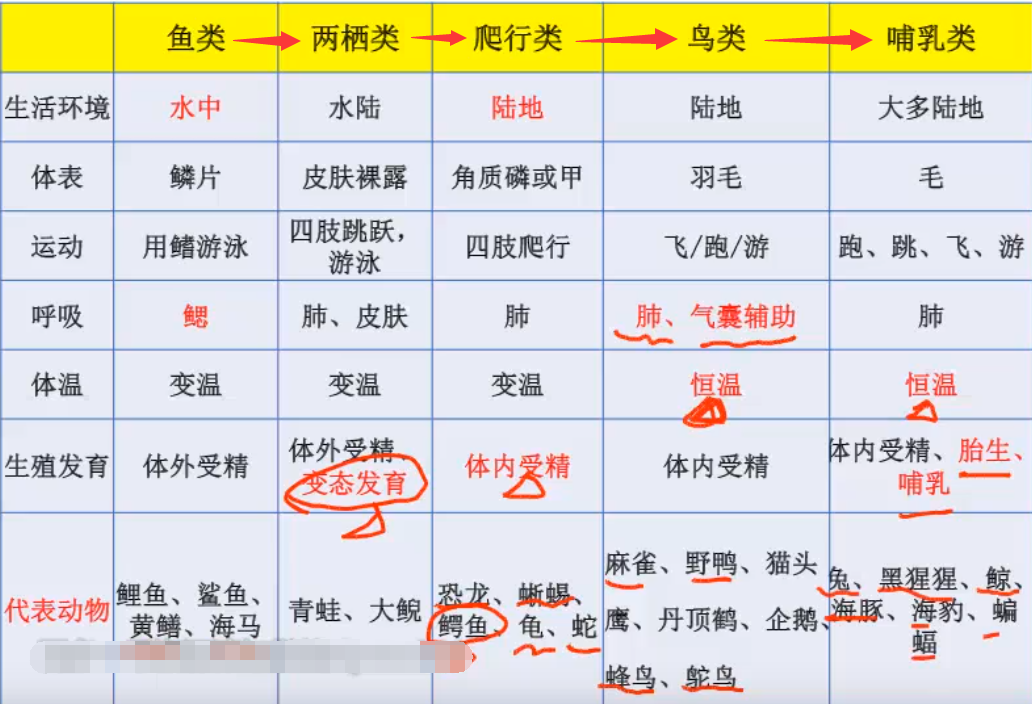 鱼类 两栖类 爬行类 鸟类 哺乳类
生活环境 水中 水陆 陆地 陆地 大多陆地
体表 鳞片 皮肤裸露 角质磷或甲 羽毛 毛
运动 用鳍游泳 四肢跳跃，游泳 四肢爬行 飞/跑/游 跑、跳、飞、游
呼吸 鳃 肺、皮肤 肺 肺、气囊辅助 肺
体温 变温 变温 变温 恒温 恒温
生殖发育 体外受精 体外受精、变态发育 体内受精 体内受精 体内受精、胎生、哺乳
代表动物 鲤鱼、鲨鱼、黄鳝、海马 青蛙、大鲵 恐龙、蜥蜴、鳄鱼、龟、蛇 麻雀、野鸭、猫头鹰、丹顶鹤、企鹅、蜂鸟、鸵鸟 兔、黑猩猩、鲸、海豚、海豹、蝙蝠